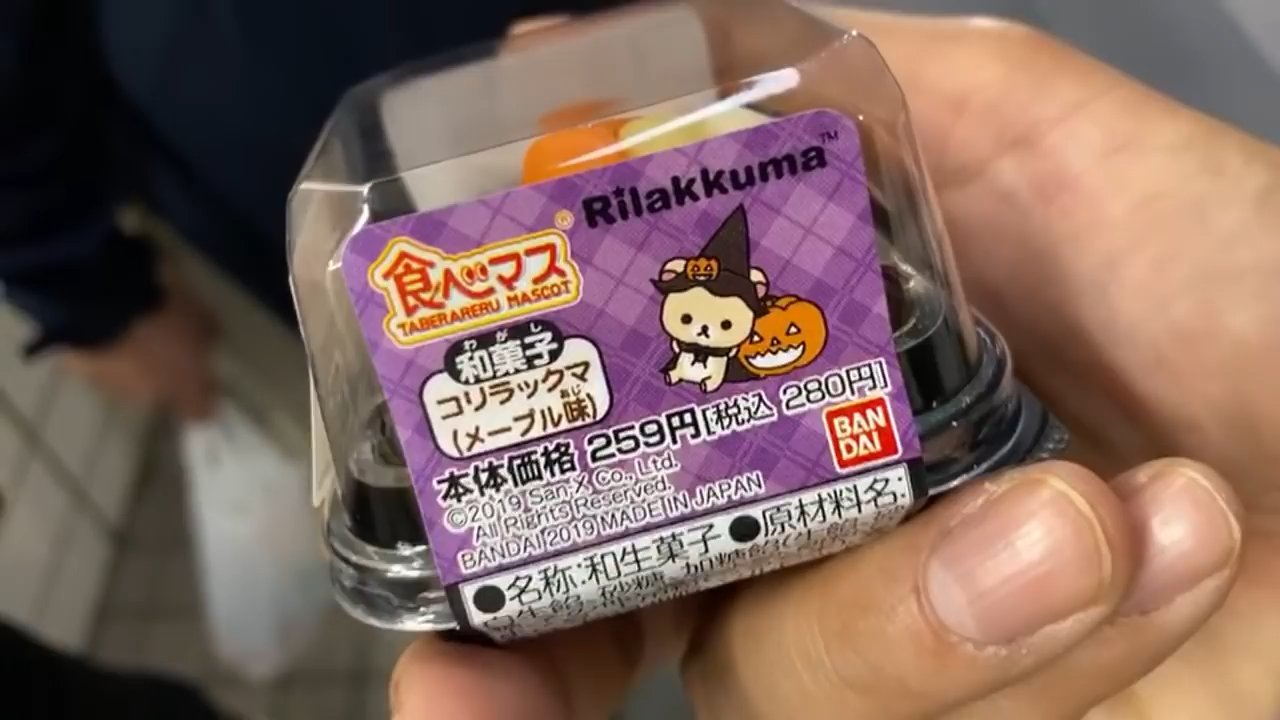 Rilakkuma™
食べマス®
TABERARERU MASCOT
わがし
和菓子
コリラックマ
あじ
(メープル味)
本体価格 259円[税込 280円]
©2019 San-X Co., Ltd.
All Rights Reserved.
BANDAI 2019 MADE IN JAPAN
BAN
DAI
●名称:和生菓子 ●原材料名: